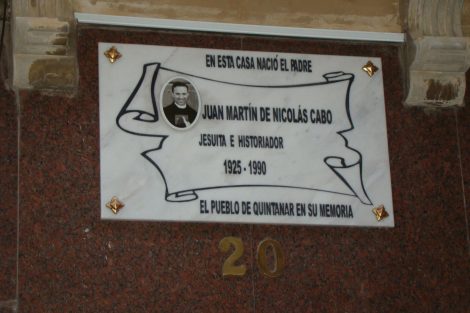 EN ESTA CASA NACIÓ EL PADRE
JUAN MARTÍN DE NICOLÁS CABO
JESUITA E HISTORIADOR
1925 - 1990
EL PUEBLO DE QUINTANAR EN SU MEMORIA
20